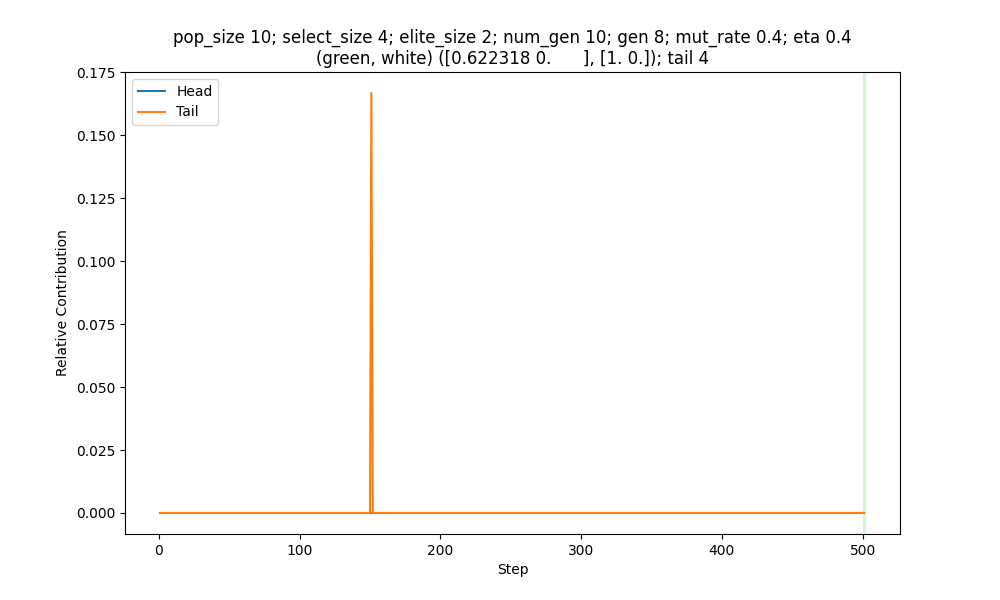 pop_size 10; select_size 4; elite_size 2; num_gen 10; gen 8; mut_rate 0.4; eta 0.4
(green, white) ([0.622318 0.      ], [1. 0.]); tail 4
Head
Tail
0.175
0.150
0.125
0.100
0.075
0.050
0.025
0.000
Relative Contribution
0 100 200 300 400 500
Step